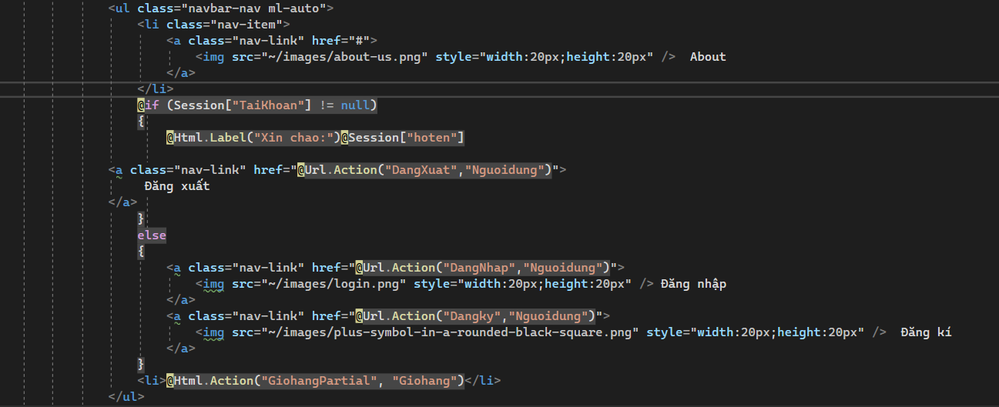 <ul class="navbar-nav ml-auto">
<li class="nav-item">
<a class="nav-link" href="#">
<img src="~/images/about-us.png" style="width:20px;height:20px" />  About
</a>
</li>
@if (Session["TaiKhoan"] != null)
{
@Html.Label("Xin chao:")@Session["hoten"]
<a class="nav-link" href="@Url.Action("DangXuat","Nguoidung")">
Đăng xuất
</a>
}
else
{
<a class="nav-link" href="@Url.Action("DangNhap","Nguoidung")">
<img src="~/images/login.png" style="width:20px;height:20px" /> Đăng nhập
</a>
<a class="nav-link" href="@Url.Action("Dangky","Nguoidung")">
<img src="~/images/plus-symbol-in-a-rounded-black-square.png" style="width:20px;height:20px" />  Đăng kí
</a>
}
<li>@Html.Action("GiohangPartial", "Giohang")</li>
</ul>